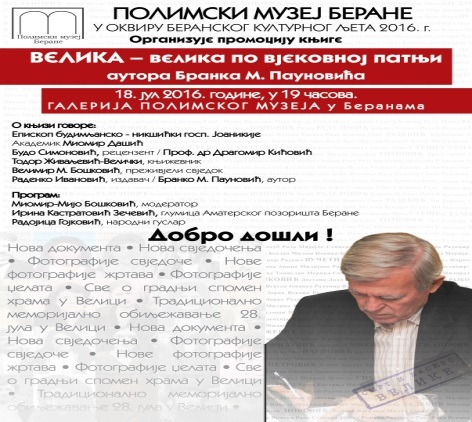 ПОЛИМСКИ МУЗЕЈ БЕРАНЕ
У ОКВИРУ БЕРАНСКОГ КУЛТУРНОГ ЉЕТА 2016. г.
Полимски музеј
Беране
Организује промоцију књиге
ВЕЛИКА – ВЕЛИКА ПО ВЈЕКОВНОЈ ПАТЊИ
аутора Бранка М. Пауновића
18. јул 2016. године, у 19 часова.
ГАЛЕРИЈА ПОЛИМСКОГ МУЗЕЈА у Беранама
О књизи говоре:
Епископ будимљанско - никшићки госп. Јоаникије
Академик Миомир Дашић
Будо Симоновић, рецензент / Проф. др Драгомир Кићовић
Тодор Живаљевић-Велички, књижевник
Велимир М. Бошковић, преживјели свједок
Раденко Ивановић, издавач / Бранко М. Пауновић, аутор
Програм:
Миомир-Мијо Бошковић, модератор
Ирина Кастратовић Зечевић, глумица Аматерског позоришта Беране
Радојица Гојковић, народни гуслар
Добро дошли !
Нова документа • Нова свједочења
• Фотографије свједоче • Нове
фотографије жртава • Фотографије
џелата • Све о градњи спомен
храма у Велици • Традиционално
меморијално обиљежавање 28.
јула у Велици • Нова документа •
Нова свједочења • Фотографије
свједоче • Нове фотографије
жртава • Фотографије џелата • Све
о градњи спомен храма у Велици
• Традиционално меморијално
обиљежавање 28. јула у Велици. •
ВЕЛИКЕ